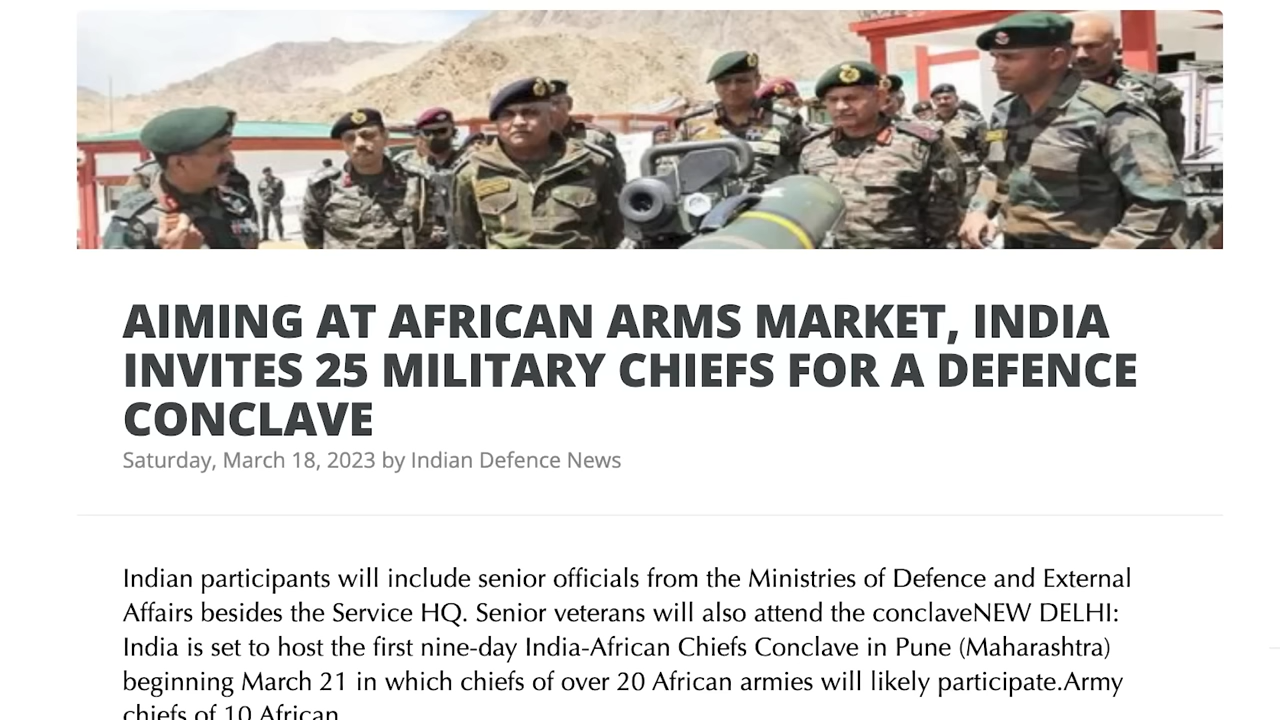 AIMING AT AFRICAN ARMS MARKET, INDIA
INVITES 25 MILITARY CHIEFS FOR A DEFENCE
CONCLAVE
Saturday, March 18, 2023 by Indian Defence News
Indian participants will include senior officials from the Ministries of Defence and External
Affairs besides the Service HQ. Senior veterans will also attend the conclaveNEW DELHI:
India is set to host the first nine-day India-African Chiefs Conclave in Pune (Maharashtra)
beginning March 21 in which chiefs of over 20 African armies will likely participate.Army
chiefs of 10 African